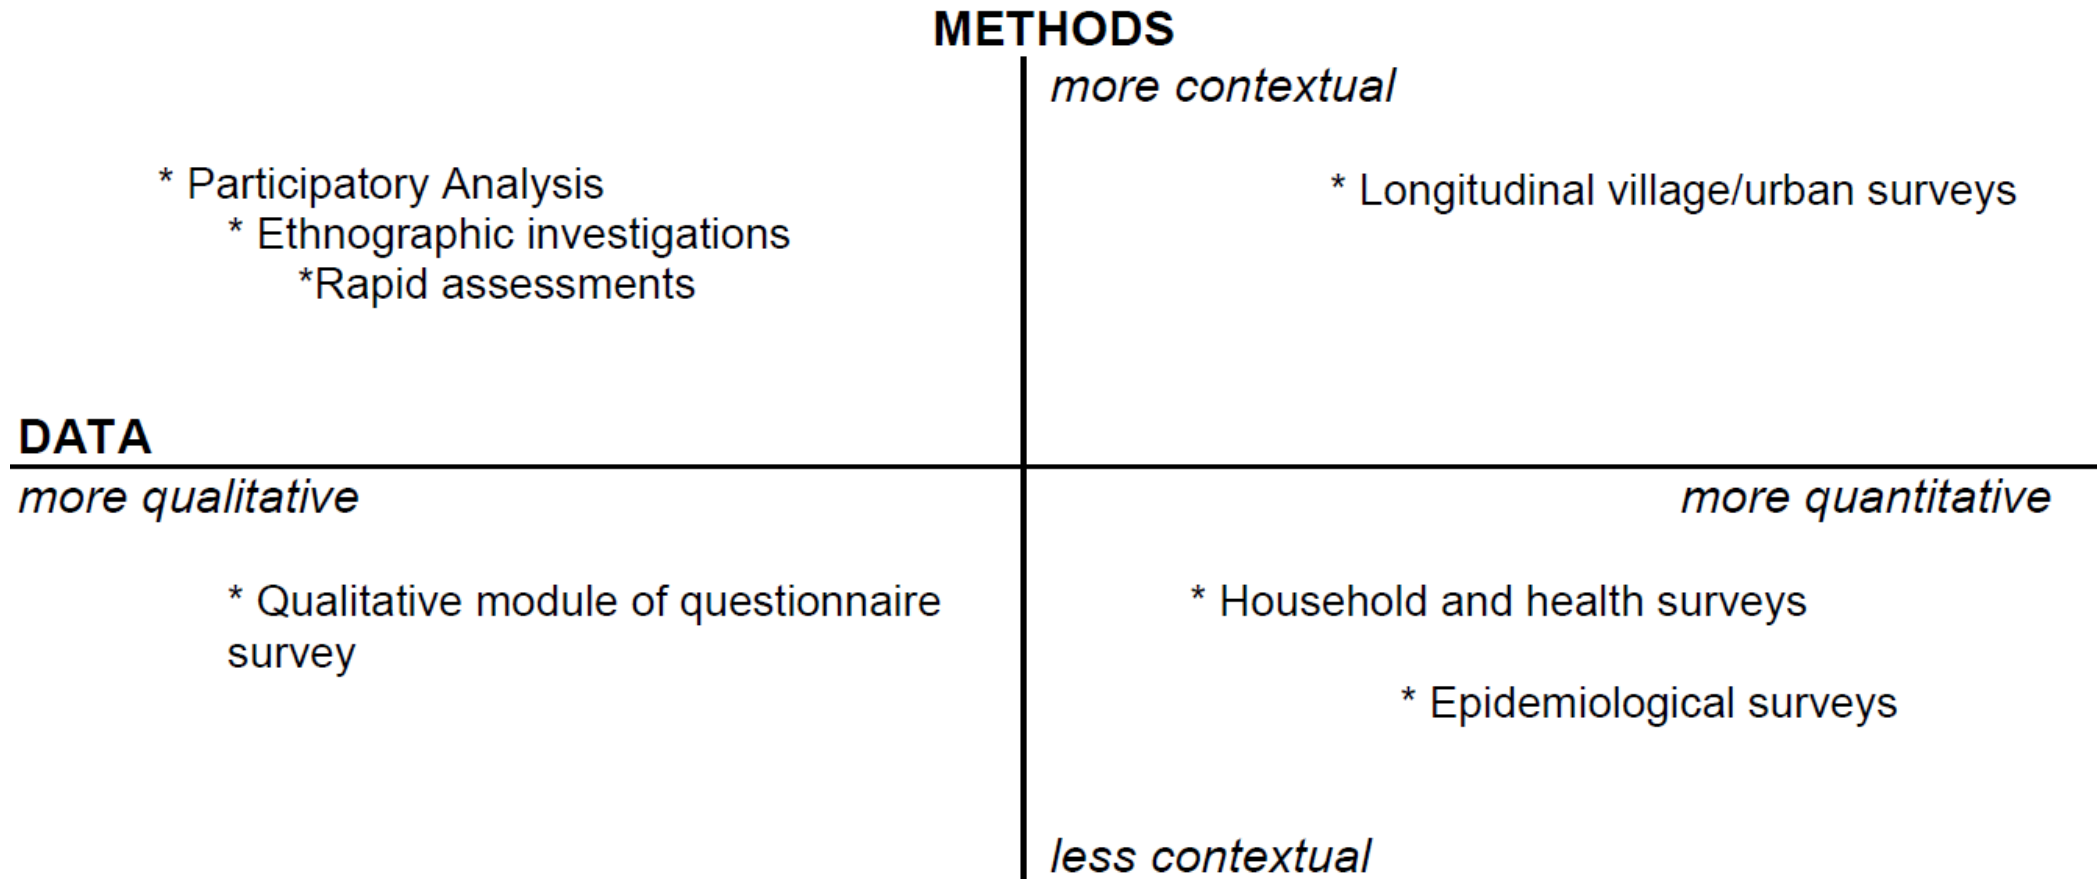 METHODS
more contextual
* Participatory Analysis
* Longitudinal village/urban surveys
* Ethnographic investigations
*Rapid assessments
DATA
more qualitative
more quantitative
* Qualitative module of questionnaire
survey
* Household and health surveys
* Epidemiological surveys
less contextual